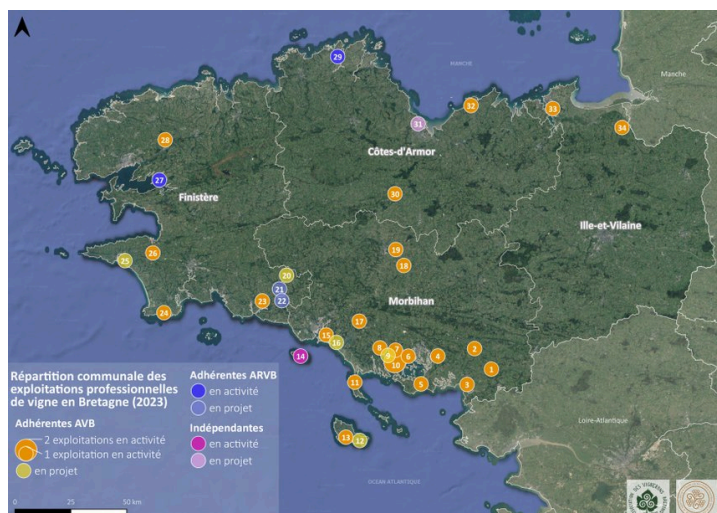 MANCHE
Manche
29
32
33
31
34
28
Côtes-d'Armor
27
Finistère
30
Ille-et-Vilaine
26
25
19
18
20
21
22
23
Morbihan
24
17
15
16
14
8
7
9
6
10
4
2
1
5
3
11
Loire-Atlantique
13
12
OCEAN ATLANTIQUE
Répartition communale des
exploitations professionnelles
de vigne en Bretagne (2023)
Adhérentes AVB
2 exploitations en activité
1 exploitation en activité
en projet
Adhérentes ARVB
en activité
en projet
Indépendantes
en activité
en projet
0 25 50 km